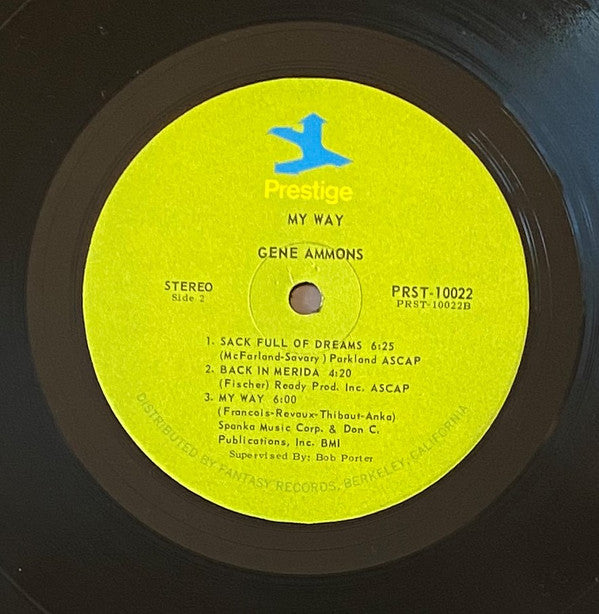 Prestige
MY WAY
GENE AMMONS
STEREO
Side 2
PRST-10022
PRST-10022B
1. SACK FULL OF DREAMS 6:25
(McFarland-Savary ) Parkland ASCAP
2. BACK IN MERIDA 4:20
(Fischer) Ready Prod. Inc. ASCAP
3. MY WAY 6:00
(Francois-Revaux-Thibaut-Anka)
Spanka Music Corp. & Don C.
Publications, Inc. BMI
Supervised By: Bob Porter
DISTRIBUTED BY FANTASY RECORDS, BERKELEY, CALIFORNIA